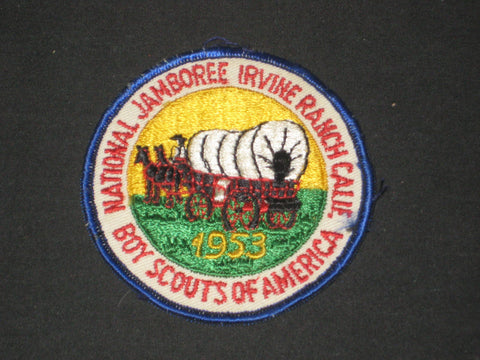 NATIONAL JAMBOREE IRVINE RANCH CALIF.
1953
BOY SCOUTS OF AMERICA